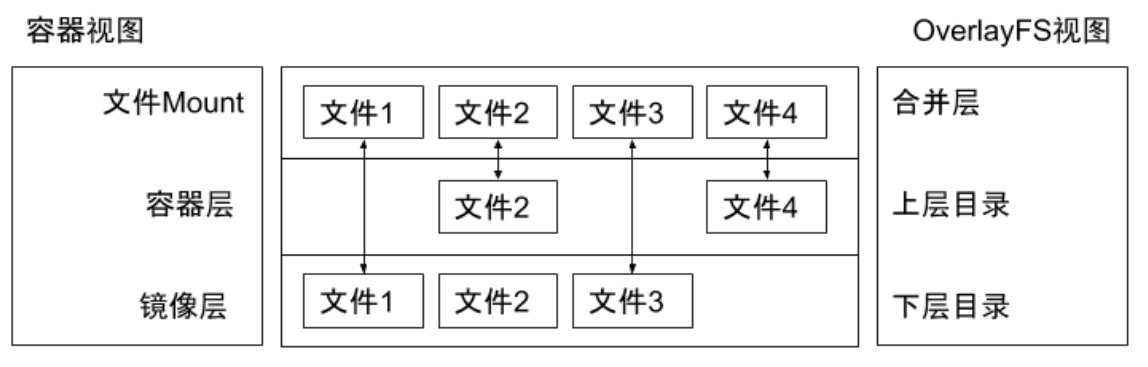 容器视图
OverlayFS视图
文件Mount
文件1
文件2
文件3
文件4
合并层
容器层
文件2
文件4
上层目录
镜像层
文件1
文件2
文件3
下层目录